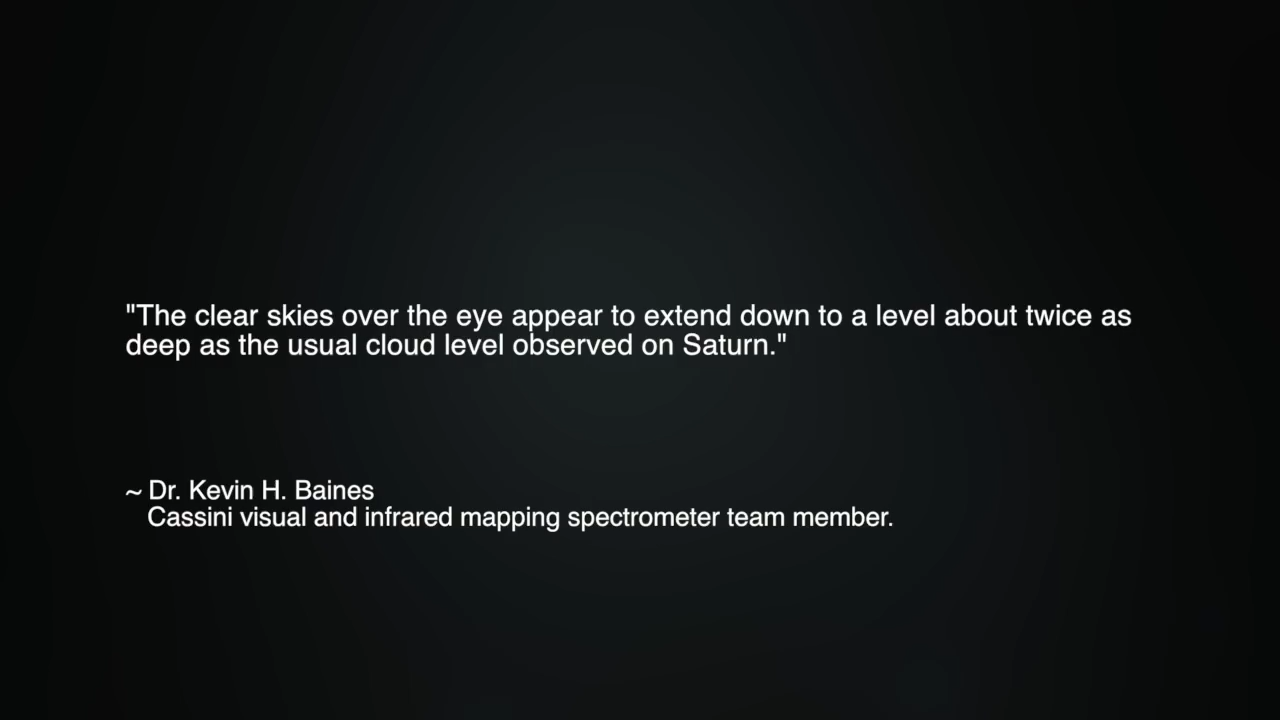 "The clear skies over the eye appear to extend down to a level about twice as
deep as the usual cloud level observed on Saturn."
~ Dr. Kevin H. Baines
Cassini visual and infrared mapping spectrometer team member.